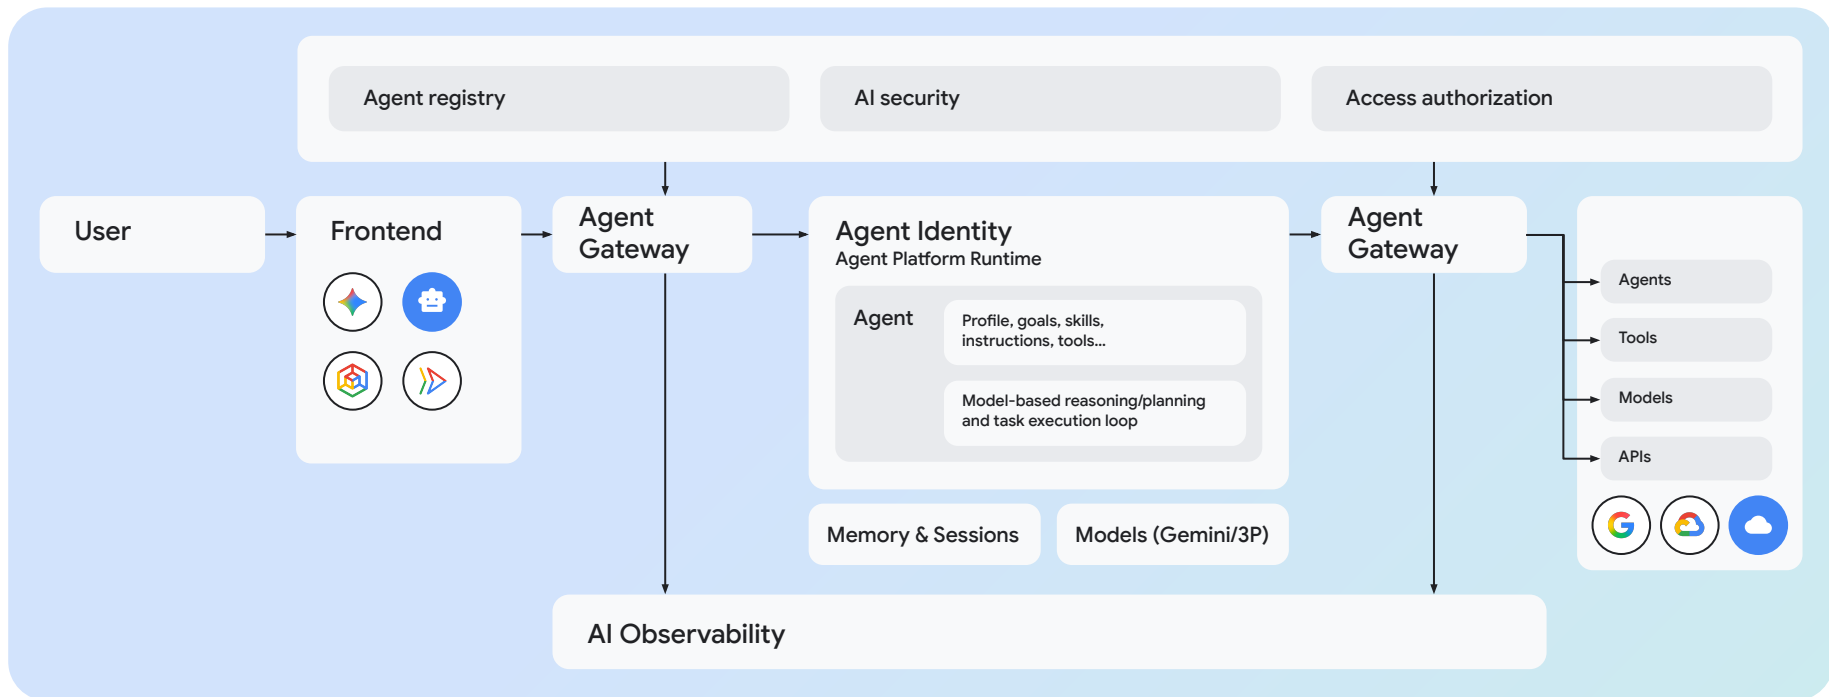 Agent registry
AI security
Access authorization
User
Frontend
Agent
Gateway
Agent Identity
Agent Platform Runtime
Agent
Profile, goals, skills,
instructions, tools...
Model-based reasoning/planning
and task execution loop
Memory & Sessions
Models (Gemini/3P)
Agent
Gateway
Agents
Tools
Models
APIs
AI Observability